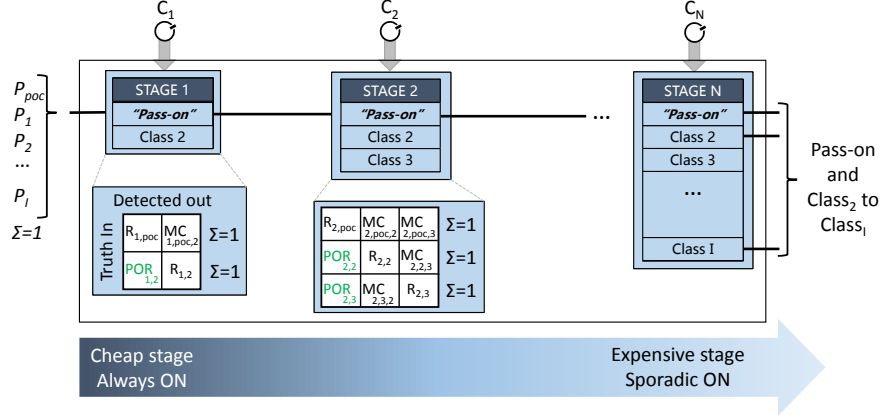 C1
C2
CN
Ppoc
P1
P2
...
PI
Σ=1
STAGE 1
"Pass-on"
Class 2
STAGE 2
"Pass-on"
Class 2
Class 3
...
STAGE N
"Pass-on"
Class 2
Class 3
...
Class I
Pass-on
and
Class2 to
ClassI
Detected out
Truth In
R1,poc MC1,poc,2 Σ=1
POR1,2 R1,2 Σ=1
R2,poc MC2,poc,2 MC2,poc,3 Σ=1
POR2,2 R2,2 MC2,2,3 Σ=1
POR2,3 MC2,3,2 R2,3 Σ=1
Cheap stage
Always ON
Expensive stage
Sporadic ON